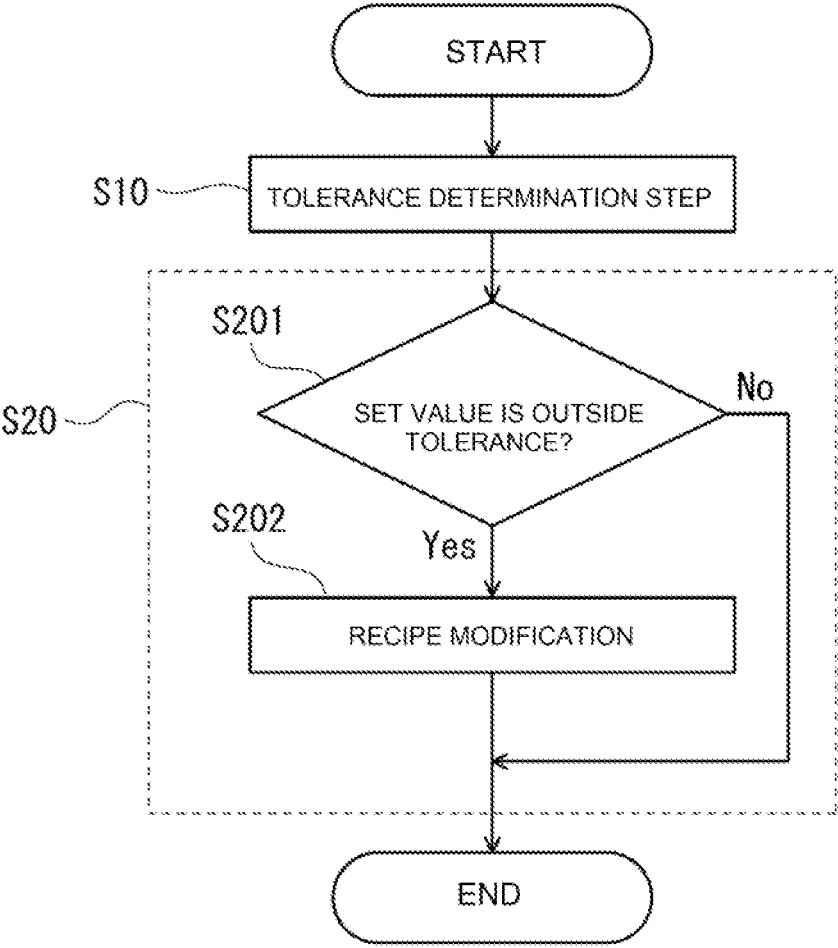 START
S10
TOLERANCE DETERMINATION STEP
S201
No
S20
SET VALUE IS OUTSIDE
TOLERANCE?
S202
Yes
RECIPE MODIFICATION
END